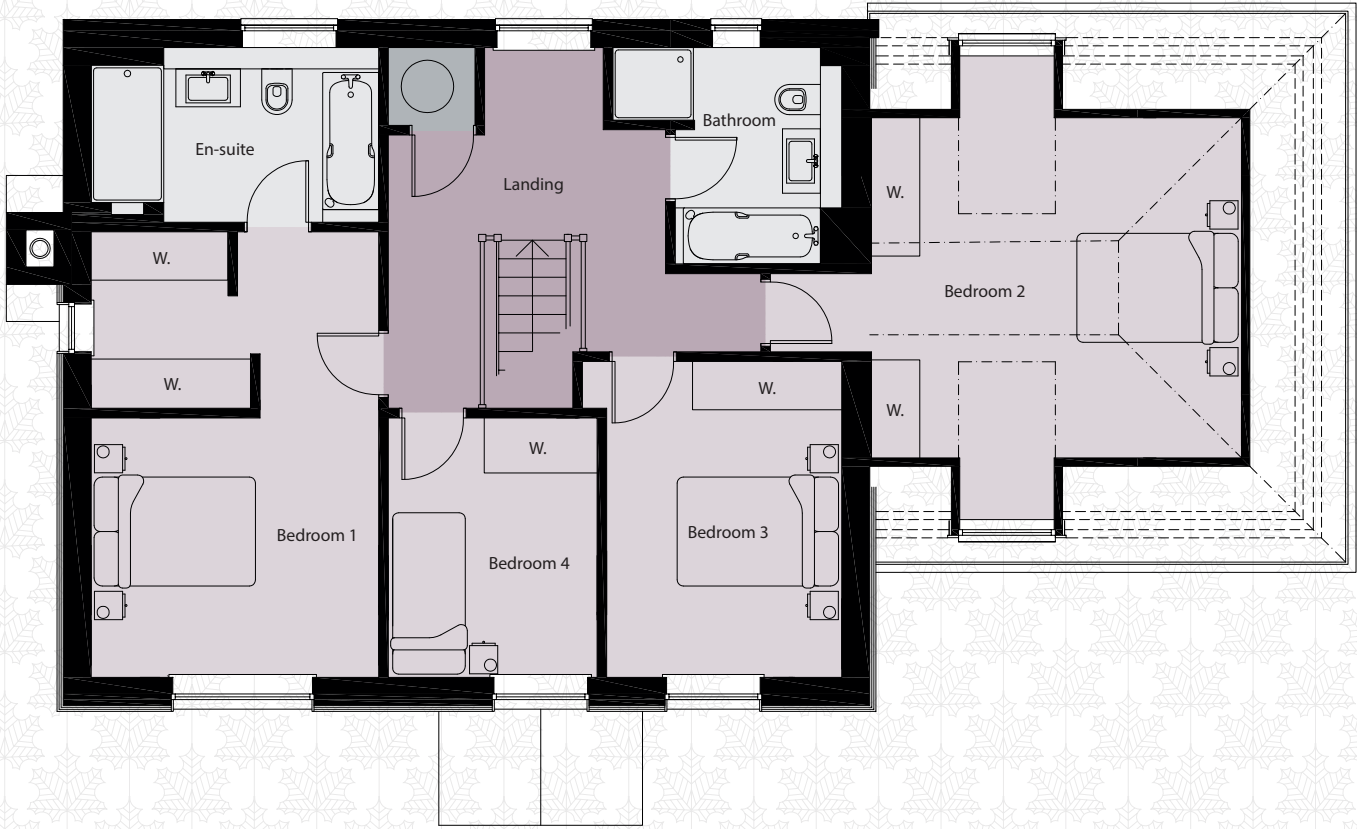 Bathroom
En-suite
Landing
W.
W.
Bedroom 2
W.
W.
W.
W.
Bedroom 1
Bedroom 3
Bedroom 4